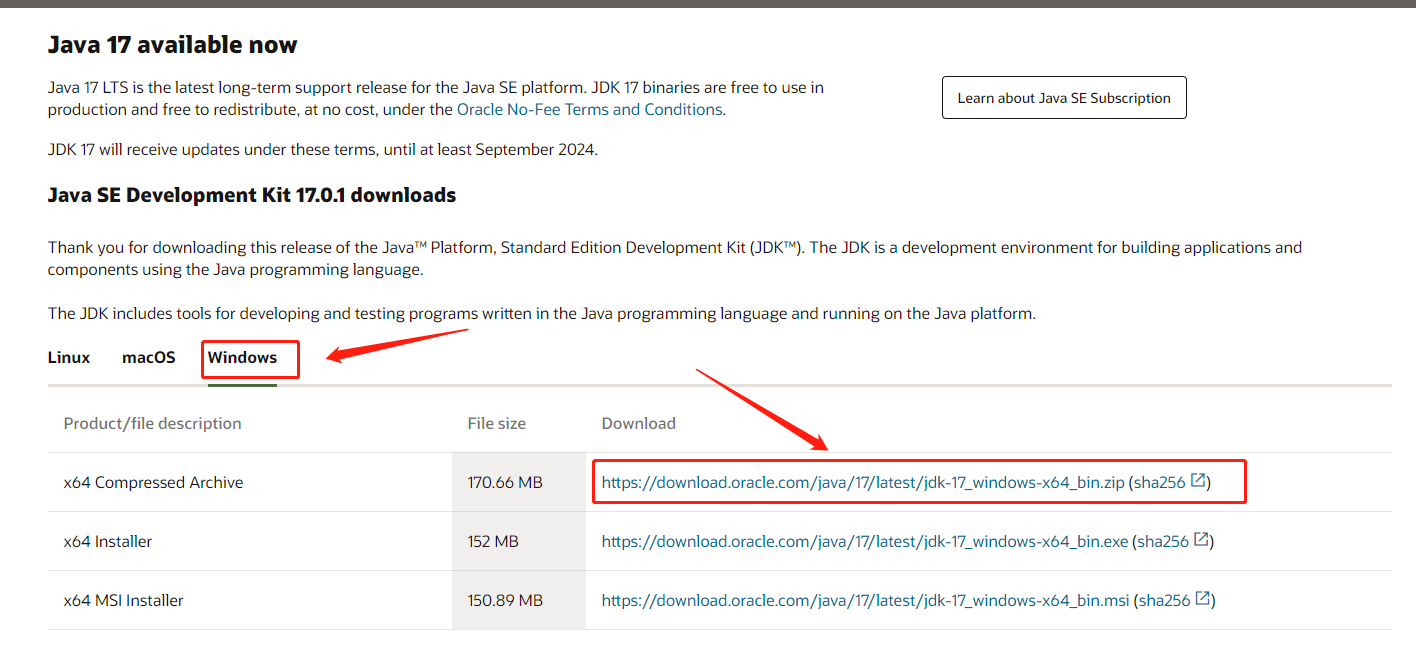 Java 17 available now
Java 17 LTS is the latest long-term support release for the Java SE platform. JDK 17 binaries are free to use in
production and free to redistribute, at no cost, under the Oracle No-Fee Terms and Conditions.
Learn about Java SE Subscription
JDK 17 will receive updates under these terms, until at least September 2024.
Java SE Development Kit 17.0.1 downloads
Thank you for downloading this release of the Java™ Platform, Standard Edition Development Kit (JDK™). The JDK is a development environment for building applications and
components using the Java programming language.
The JDK includes tools for developing and testing programs written in the Java programming language and running on the Java platform.
Linux macOS Windows
Product/file description File size Download
x64 Compressed Archive 170.66 MB https://download.oracle.com/java/17/latest/jdk-17_windows-x64_bin.zip (sha256)
x64 Installer 152 MB https://download.oracle.com/java/17/latest/jdk-17_windows-x64_bin.exe (sha256)
x64 MSI Installer 150.89 MB https://download.oracle.com/java/17/latest/jdk-17_windows-x64_bin.msi (sha256)